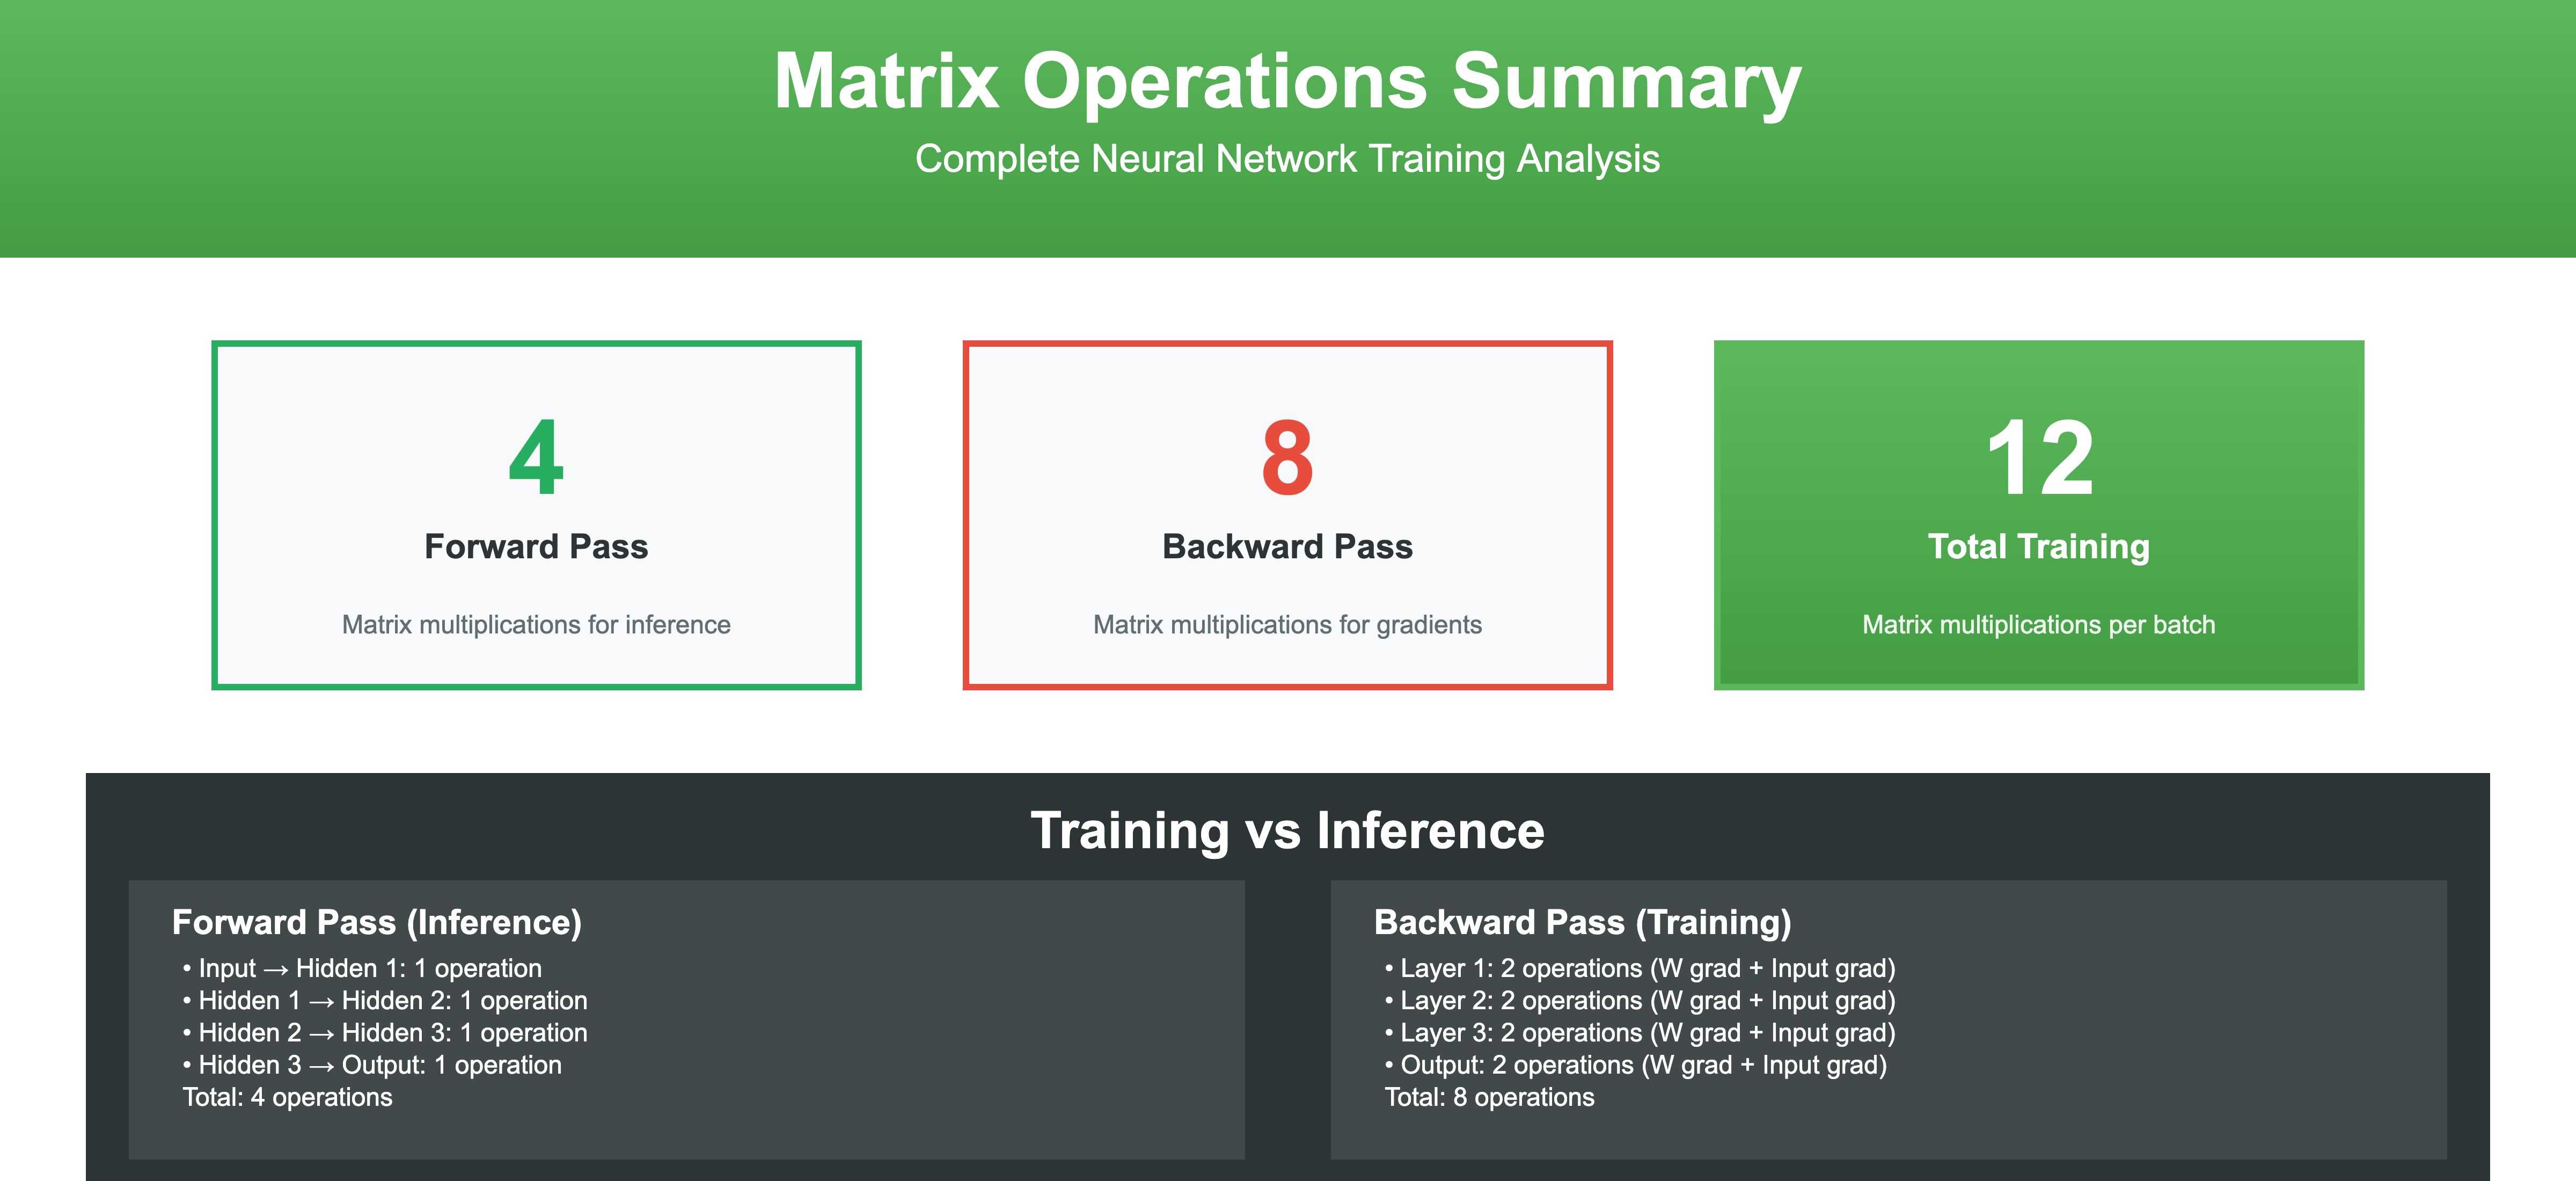 Matrix Operations Summary
Complete Neural Network Training Analysis
4
Forward Pass
Matrix multiplications for inference
8
Backward Pass
Matrix multiplications for gradients
12
Total Training
Matrix multiplications per batch
Training vs Inference
Forward Pass (Inference)
• Input → Hidden 1: 1 operation
• Hidden 1 → Hidden 2: 1 operation
• Hidden 2 → Hidden 3: 1 operation
• Hidden 3 → Output: 1 operation
Total: 4 operations
Backward Pass (Training)
• Layer 1: 2 operations (W grad + Input grad)
• Layer 2: 2 operations (W grad + Input grad)
• Layer 3: 2 operations (W grad + Input grad)
• Output: 2 operations (W grad + Input grad)
Total: 8 operations